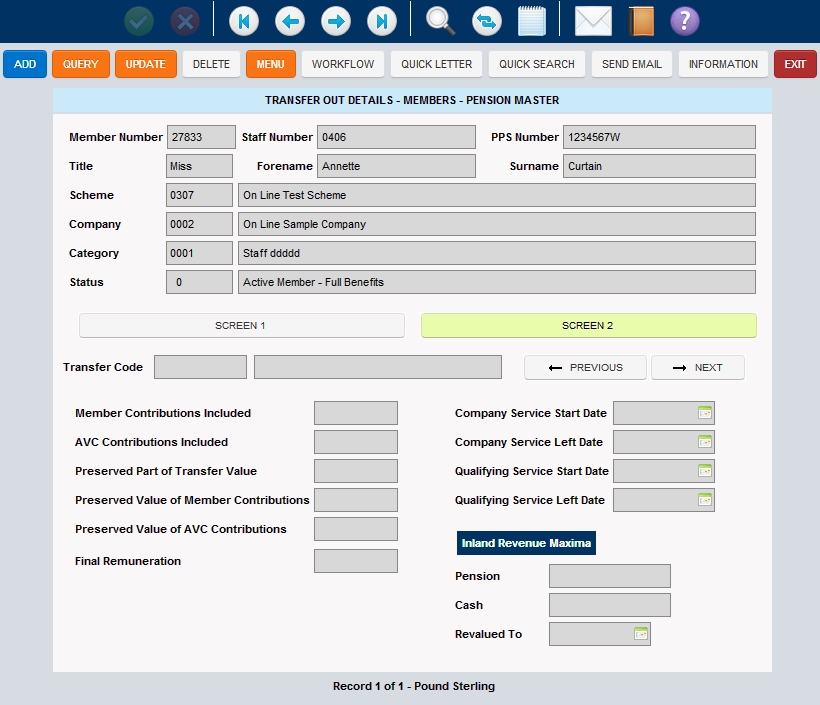 ADD QUERY UPDATE DELETE MENU WORKFLOW QUICK LETTER QUICK SEARCH SEND EMAIL INFORMATION EXIT
TRANSFER OUT DETAILS - MEMBERS - PENSION MASTER
Member Number 27833 Staff Number 0406 PPS Number 1234567W
Title Miss Forename Annette Surname Curtain
Scheme 0307 On Line Test Scheme
Company 0002 On Line Sample Company
Category 0001 Staff ddddd
Status 0 Active Member - Full Benefits
SCREEN 1 SCREEN 2
Transfer Code PREVIOUS NEXT
Member Contributions Included Company Service Start Date
AVC Contributions Included Company Service Left Date
Preserved Part of Transfer Value Qualifying Service Start Date
Preserved Value of Member Contributions Qualifying Service Left Date
Preserved Value of AVC Contributions
Inland Revenue Maxima
Final Remuneration
Pension
Cash
Revalued To
Record 1 of 1 - Pound Sterling